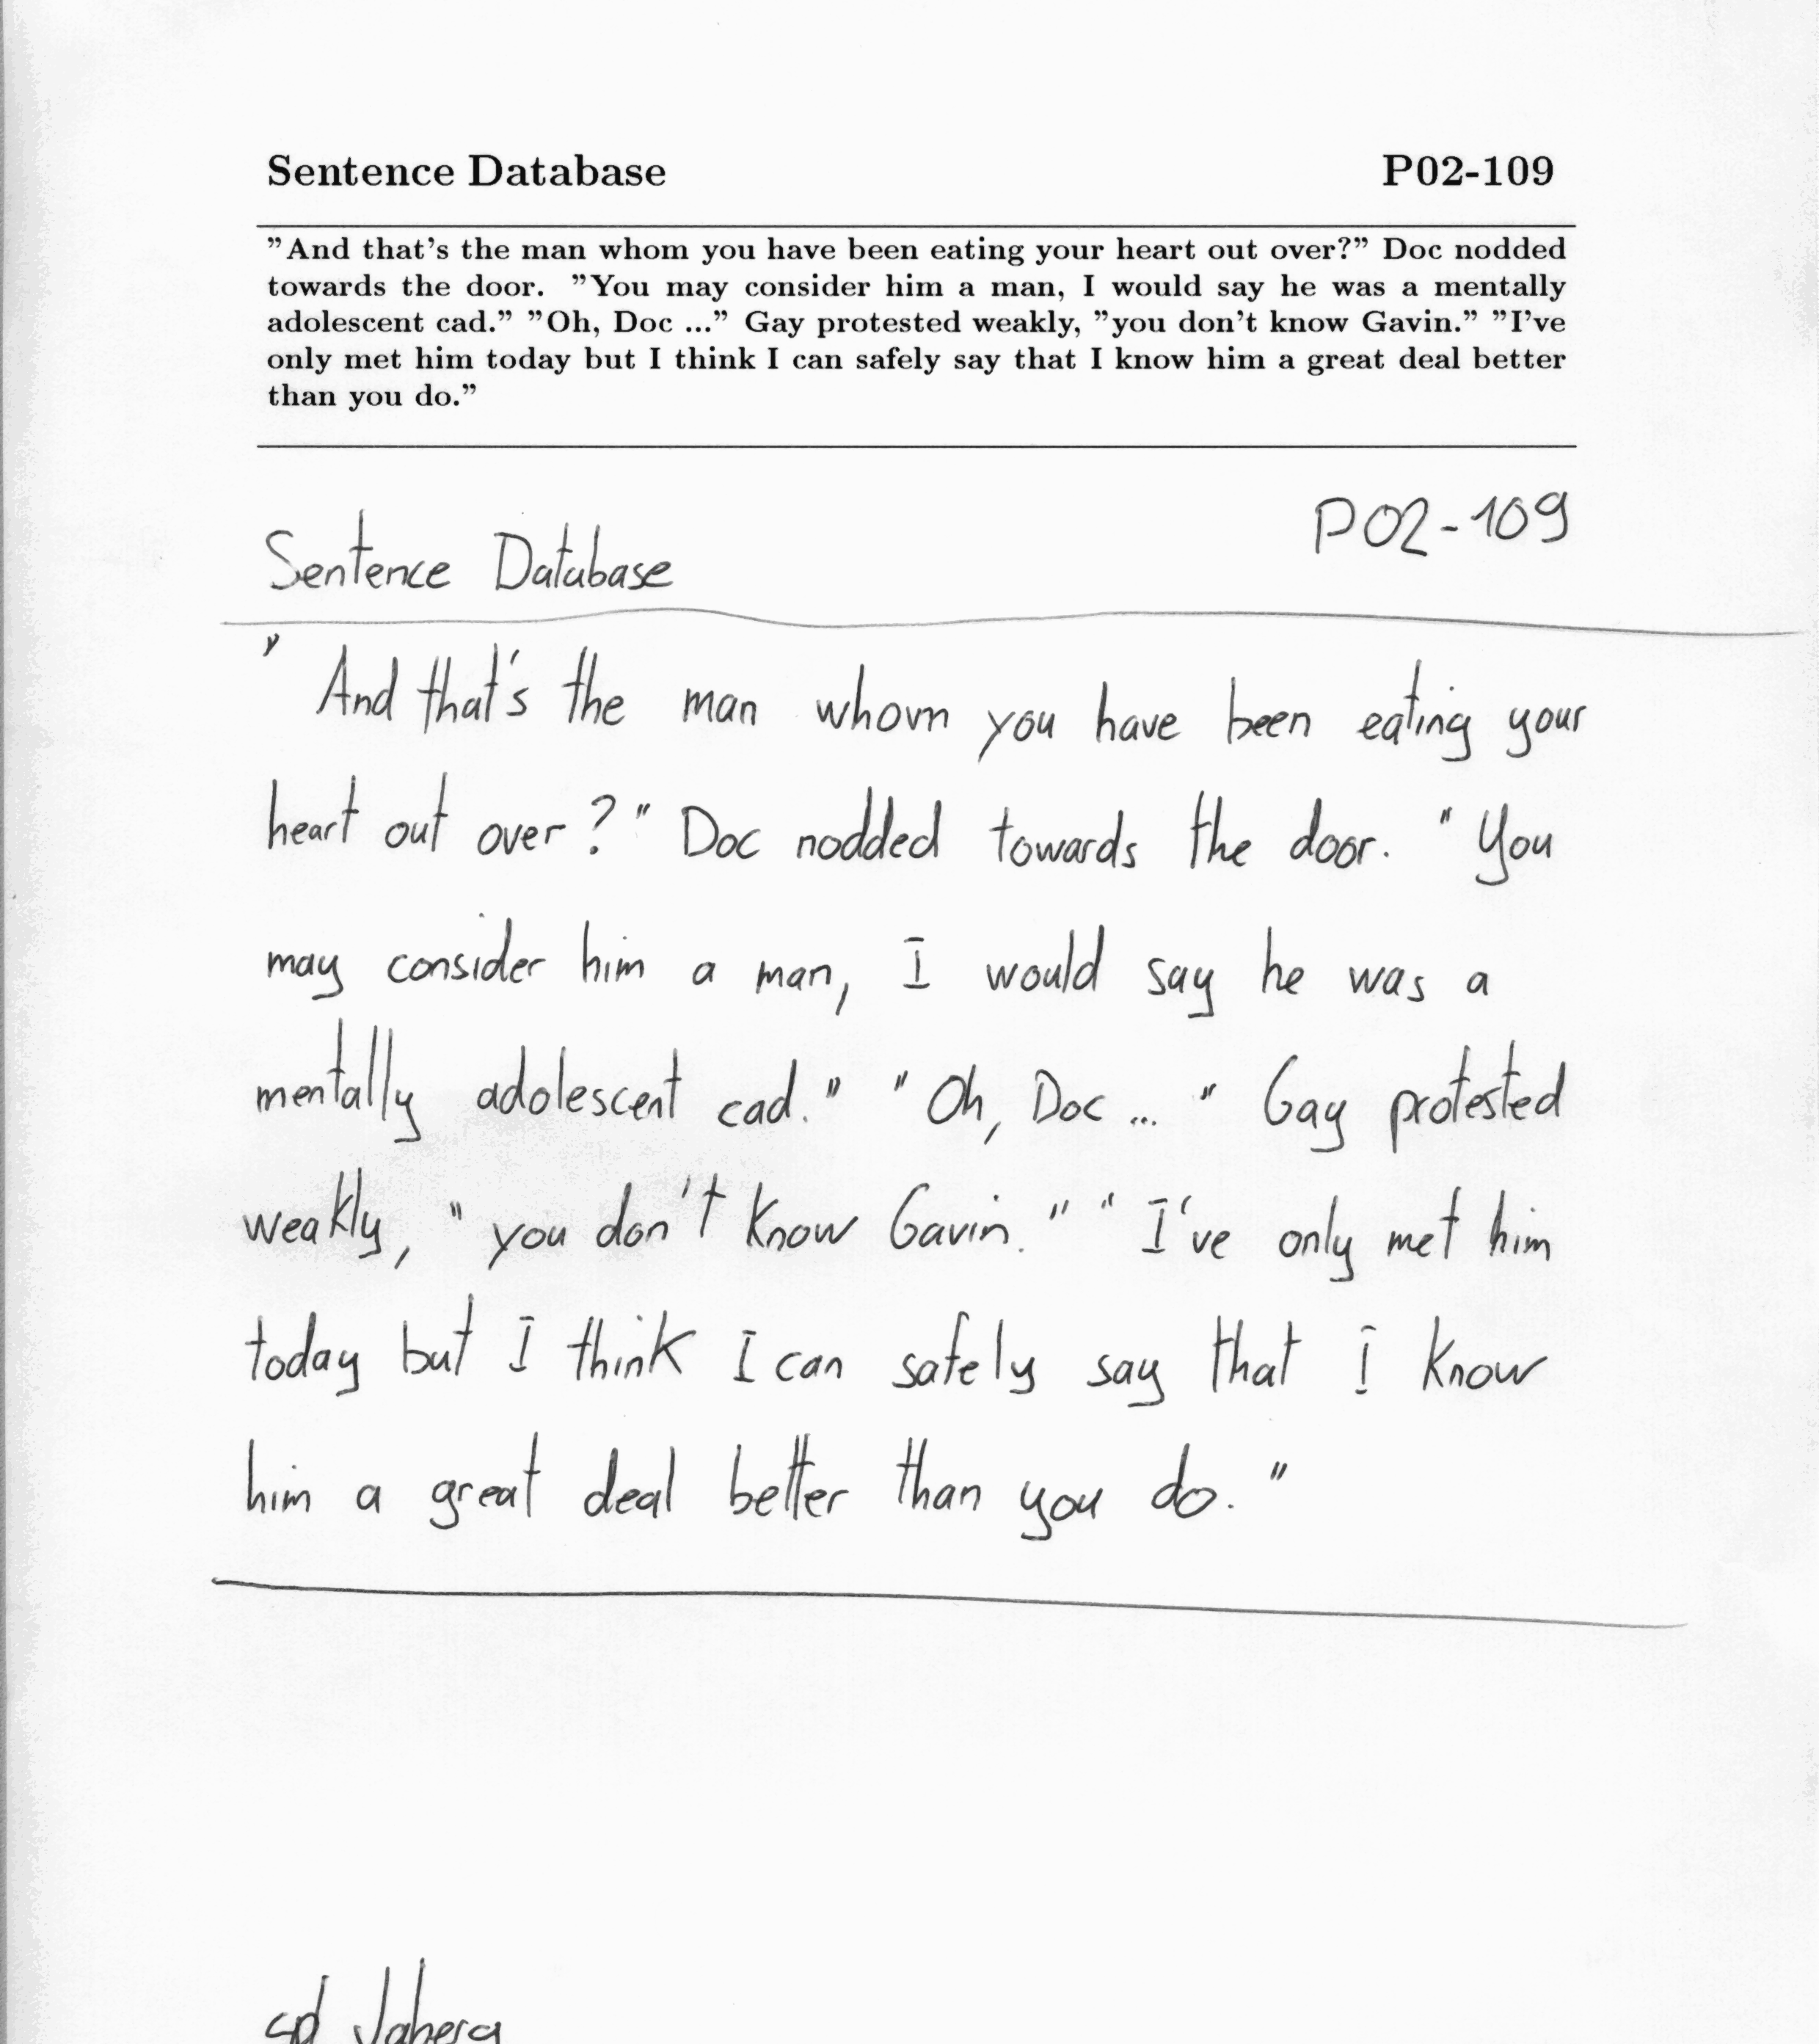 Sentence Database P02-109
"And that's the man whom you have been eating your heart out over?" Doc nodded
towards the door. "You may consider him a man, I would say he was a mentally
adolescent cad." "Oh, Doc ..." Gay protested weakly, "you don't know Gavin." "I've
only met him today but I think I can safely say that I know him a great deal better
than you do."
Sentence Database P02-109
" And that's the man whom you have been eating your
heart out over?" Doc nodded towards the door. "You
may consider him a man, I would say he was a
mentally adolescent cad." "Oh, Doc ... " Gay protested
weakly, "you don't know Gavin." "I've only met him
today but I think I can safely say that I know
him a great deal better than you do."